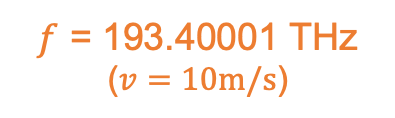 f = 193.40001 THz
(v = 10m/s)